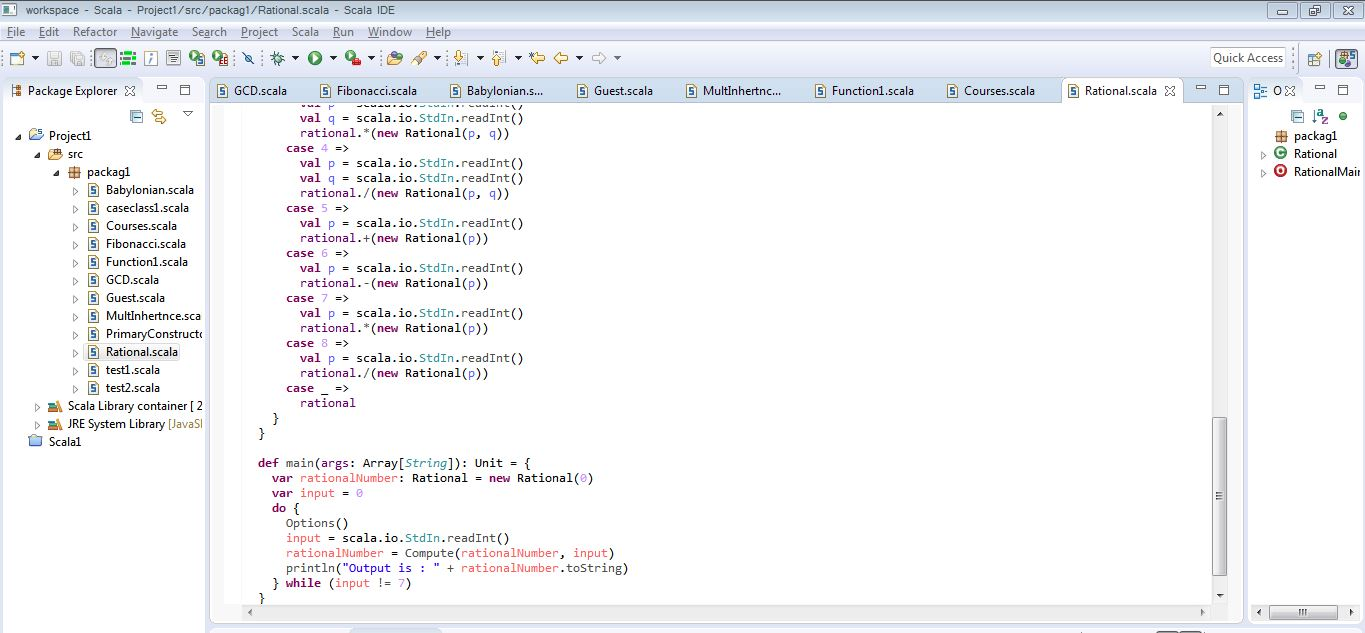 workspace - Scala - Project1/src/packag1/Rational.scala - Scala IDE
File Edit Refactor Navigate Search Project Scala Run Window Help
Quick Access
Package Explorer
Project1
src
packag1
Babylonian.scala
caseclass1.scala
Courses.scala
Fibonacci.scala
Function1.scala
GCD.scala
Guest.scala
MultInhertnce.sca
PrimaryConstructo
Rational.scala
test1.scala
test2.scala
Scala Library container [ 2
JRE System Library [JavaSE
Scala1
GCD.scala Fibonacci.scala Babylonian.s... Guest.scala MultInhertnc... Function1.scala Courses.scala Rational.scala
val p = scala.io.StdIn.readInt()
val q = scala.io.StdIn.readInt()
rational.*(new Rational(p, q))
case 4 =>
val p = scala.io.StdIn.readInt()
val q = scala.io.StdIn.readInt()
rational./(new Rational(p, q))
case 5 =>
val p = scala.io.StdIn.readInt()
rational.+(new Rational(p))
case 6 =>
val p = scala.io.StdIn.readInt()
rational.-(new Rational(p))
case 7 =>
val p = scala.io.StdIn.readInt()
rational.*(new Rational(p))
case 8 =>
val p = scala.io.StdIn.readInt()
rational./(new Rational(p))
case _ =>
rational
}
}
def main(args: Array[String]): Unit = {
var rationalNumber: Rational = new Rational(0)
var input = 0
do {
Options()
input = scala.io.StdIn.readInt()
rationalNumber = Compute(rationalNumber, input)
println("Output is : " + rationalNumber.toString)
} while (input != 7)
}
O
packag1
Rational
RationalMain